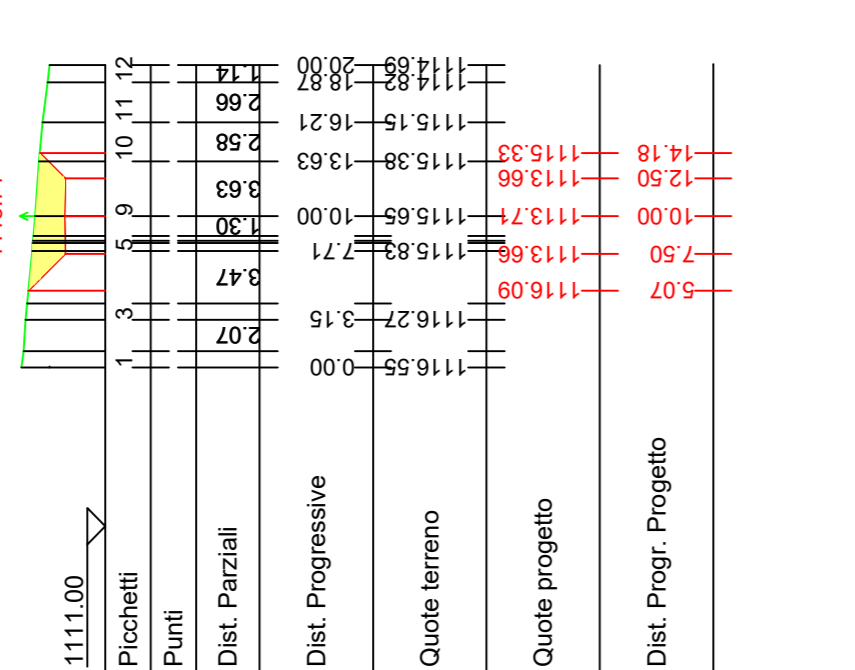 1111.00
Picchetti 1 3 5 9 10 11 12
Punti
Dist. Parziali 2.07 3.47 1.30 3.63 2.58 2.66 1.14
Dist. Progressive 0.00 3.15 7.71 10.00 13.63 16.21 18.87 20.00
Quote terreno 1116.55 1116.27 1115.83 1115.65 1115.38 1115.15 1114.82 1114.69
Quote progetto 1116.09 1113.66 1113.71 1113.66 1115.33
Dist. Progr. Progetto 5.07 7.50 10.00 12.50 14.18